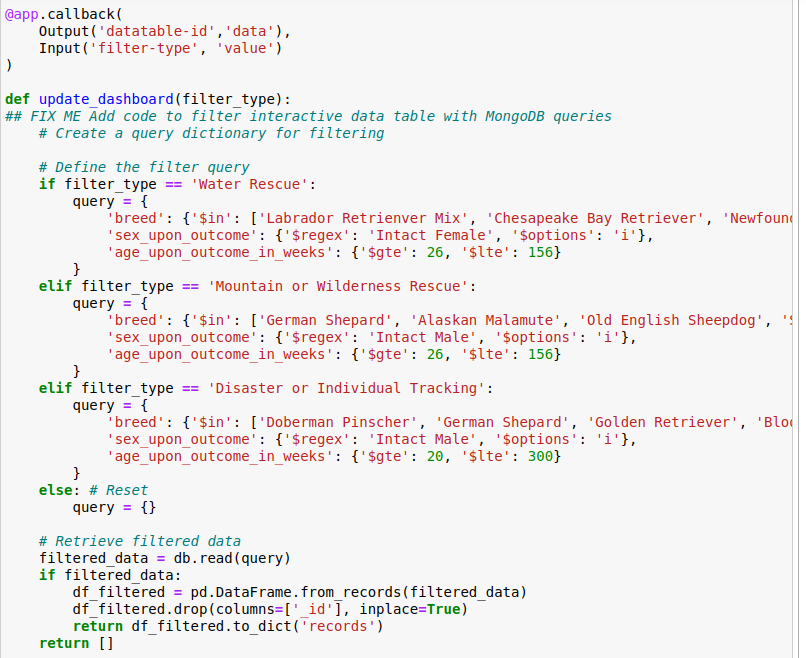 @app.callback(
    Output('datatable-id','data'),
    Input('filter-type', 'value')
)

def update_dashboard(filter_type):
## FIX ME Add code to filter interactive data table with MongoDB queries
    # Create a query dictionary for filtering

    # Define the filter query
    if filter_type == 'Water Rescue':
        query = {
            'breed': {'$in': ['Labrador Retrienver Mix', 'Chesapeake Bay Retriever', 'Newfoun
            'sex_upon_outcome': {'$regex': 'Intact Female', '$options': 'i'},
            'age_upon_outcome_in_weeks': {'$gte': 26, '$lte': 156}
        }
    elif filter_type == 'Mountain or Wilderness Rescue':
        query = {
            'breed': {'$in': ['German Shepard', 'Alaskan Malamute', 'Old English Sheepdog', '
            'sex_upon_outcome': {'$regex': 'Intact Male', '$options': 'i'},
            'age_upon_outcome_in_weeks': {'$gte': 26, '$lte': 156}
        }
    elif filter_type == 'Disaster or Individual Tracking':
        query = {
            'breed': {'$in': ['Doberman Pinscher', 'German Shepard', 'Golden Retriever', 'Bloo
            'sex_upon_outcome': {'$regex': 'Intact Male', '$options': 'i'},
            'age_upon_outcome_in_weeks': {'$gte': 20, '$lte': 300}
        }
    else: # Reset
        query = {}

    # Retrieve filtered data
    filtered_data = db.read(query)
    if filtered_data:
        df_filtered = pd.DataFrame.from_records(filtered_data)
        df_filtered.drop(columns=['_id'], inplace=True)
        return df_filtered.to_dict('records')
    return []